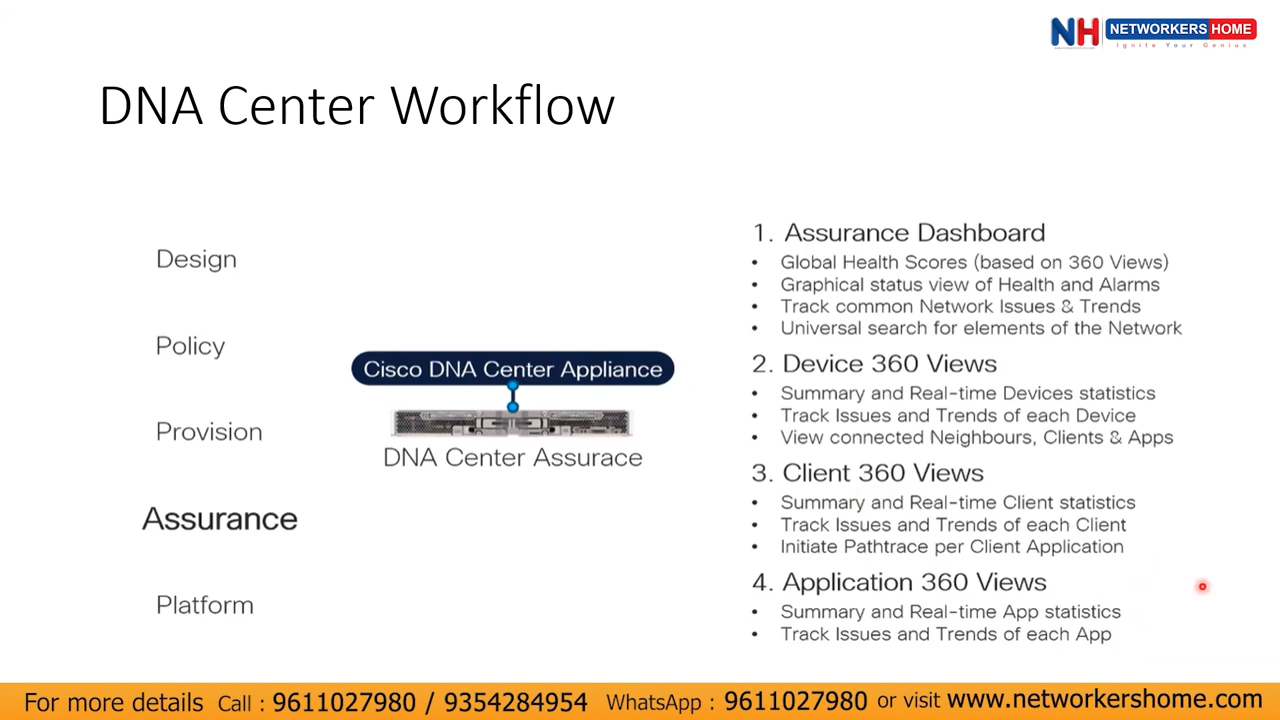 NH NETWORKERS HOME
Ignite Your Genius
DNA Center Workflow
Design
Policy
Provision
Assurance
Platform
Cisco DNA Center Appliance
DNA Center Assurace
1. Assurance Dashboard
• Global Health Scores (based on 360 Views)
• Graphical status view of Health and Alarms
• Track common Network Issues & Trends
• Universal search for elements of the Network
2. Device 360 Views
• Summary and Real-time Devices statistics
• Track Issues and Trends of each Device
• View connected Neighbours, Clients & Apps
3. Client 360 Views
• Summary and Real-time Client statistics
• Track Issues and Trends of each Client
• Initiate Pathtrace per Client Application
4. Application 360 Views
• Summary and Real-time App statistics
• Track Issues and Trends of each App
For more details Call : 9611027980 / 9354284954 WhatsApp : 9611027980 or visit www.networkershome.com